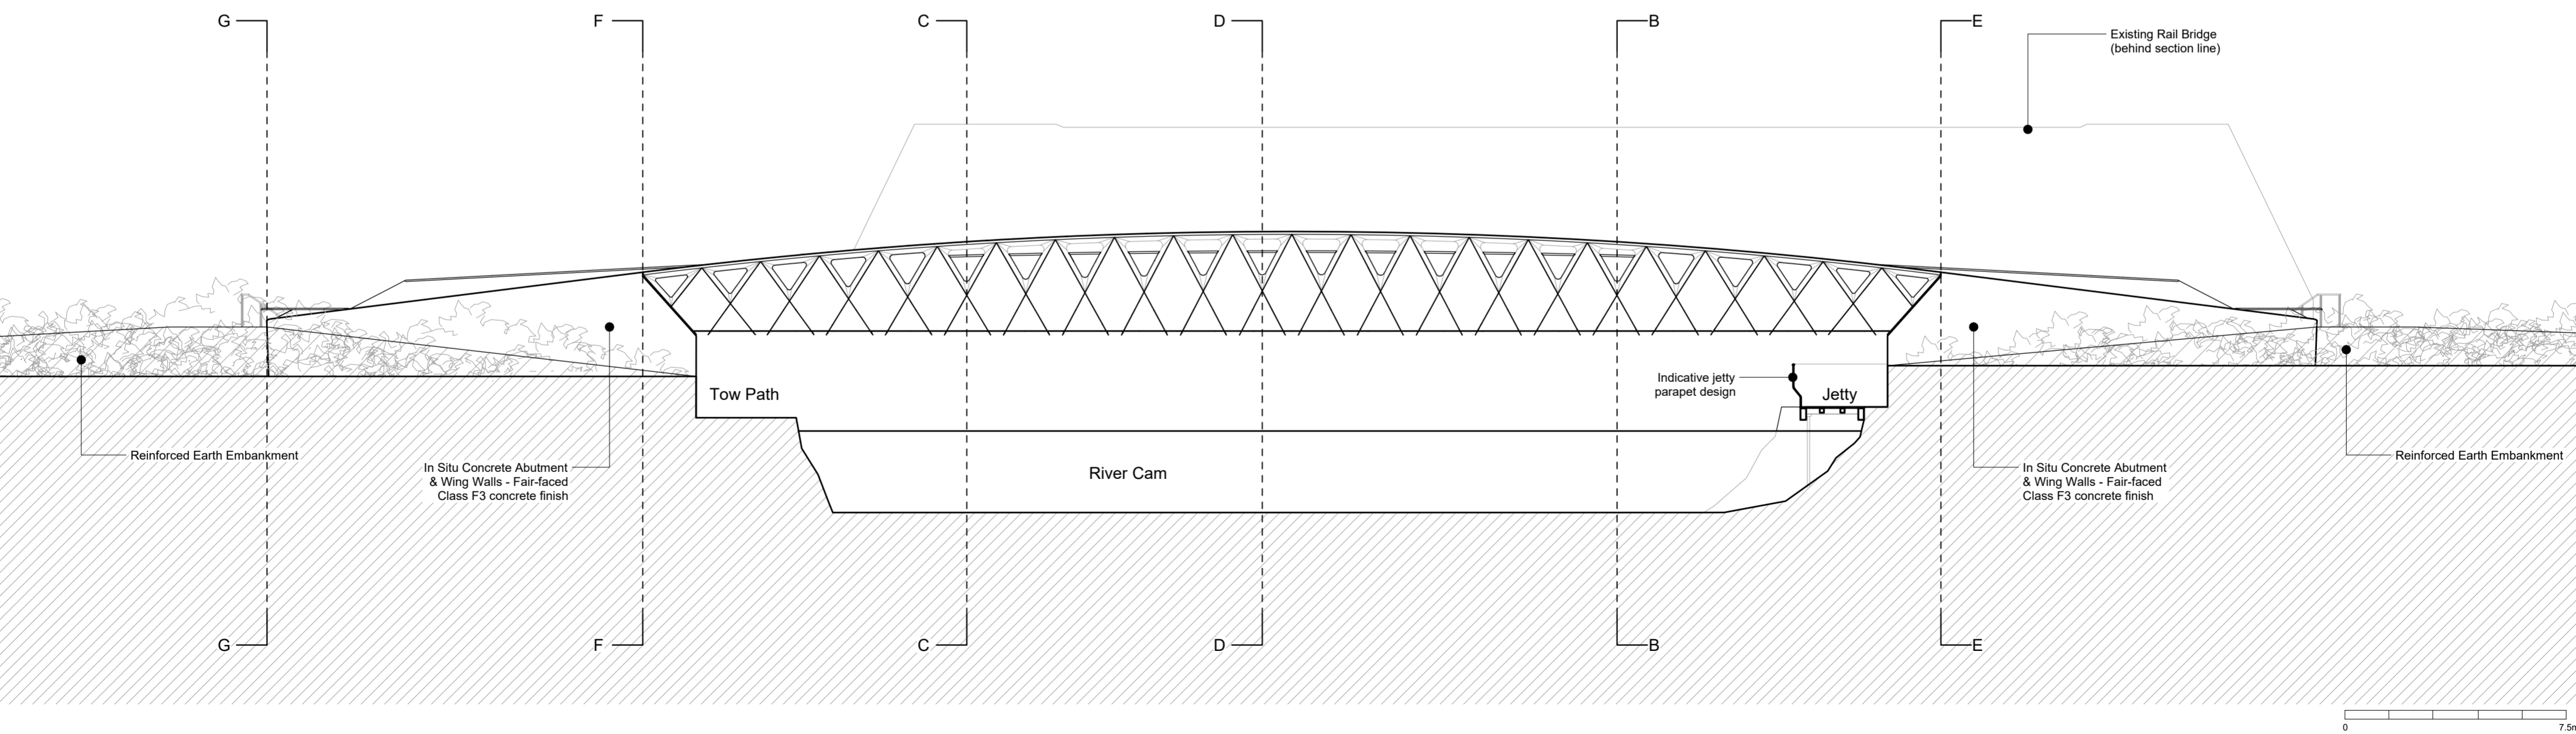 G
F
C
D
B
E
Existing Rail Bridge
(behind section line)
Indicative jetty
parapet design
Tow Path
Jetty
Reinforced Earth Embankment
In Situ Concrete Abutment
& Wing Walls - Fair-faced
Class F3 concrete finish
River Cam
In Situ Concrete Abutment
& Wing Walls - Fair-faced
Class F3 concrete finish
Reinforced Earth Embankment
G
F
C
D
B
E
0
7.5m